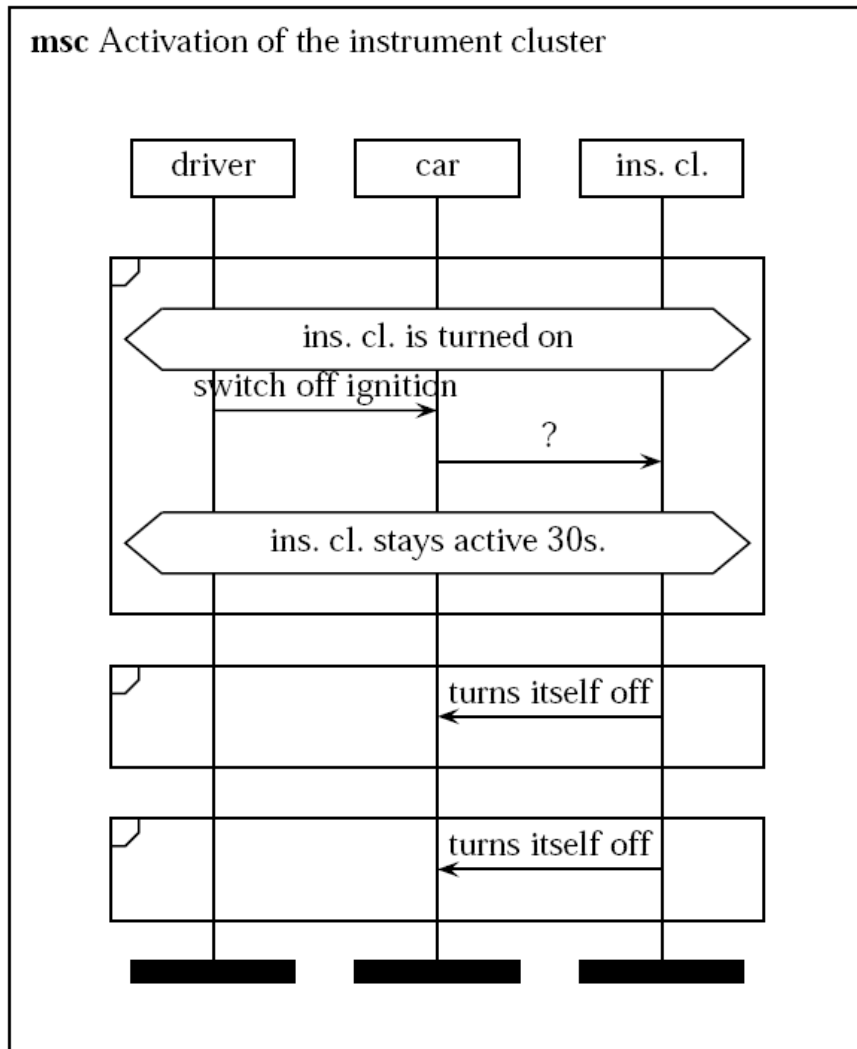 msc Activation of the instrument cluster
driver
car
ins. cl.
ins. cl. is turned on
switch off ignition
?
ins. cl. stays active 30s.
turns itself off
turns itself off